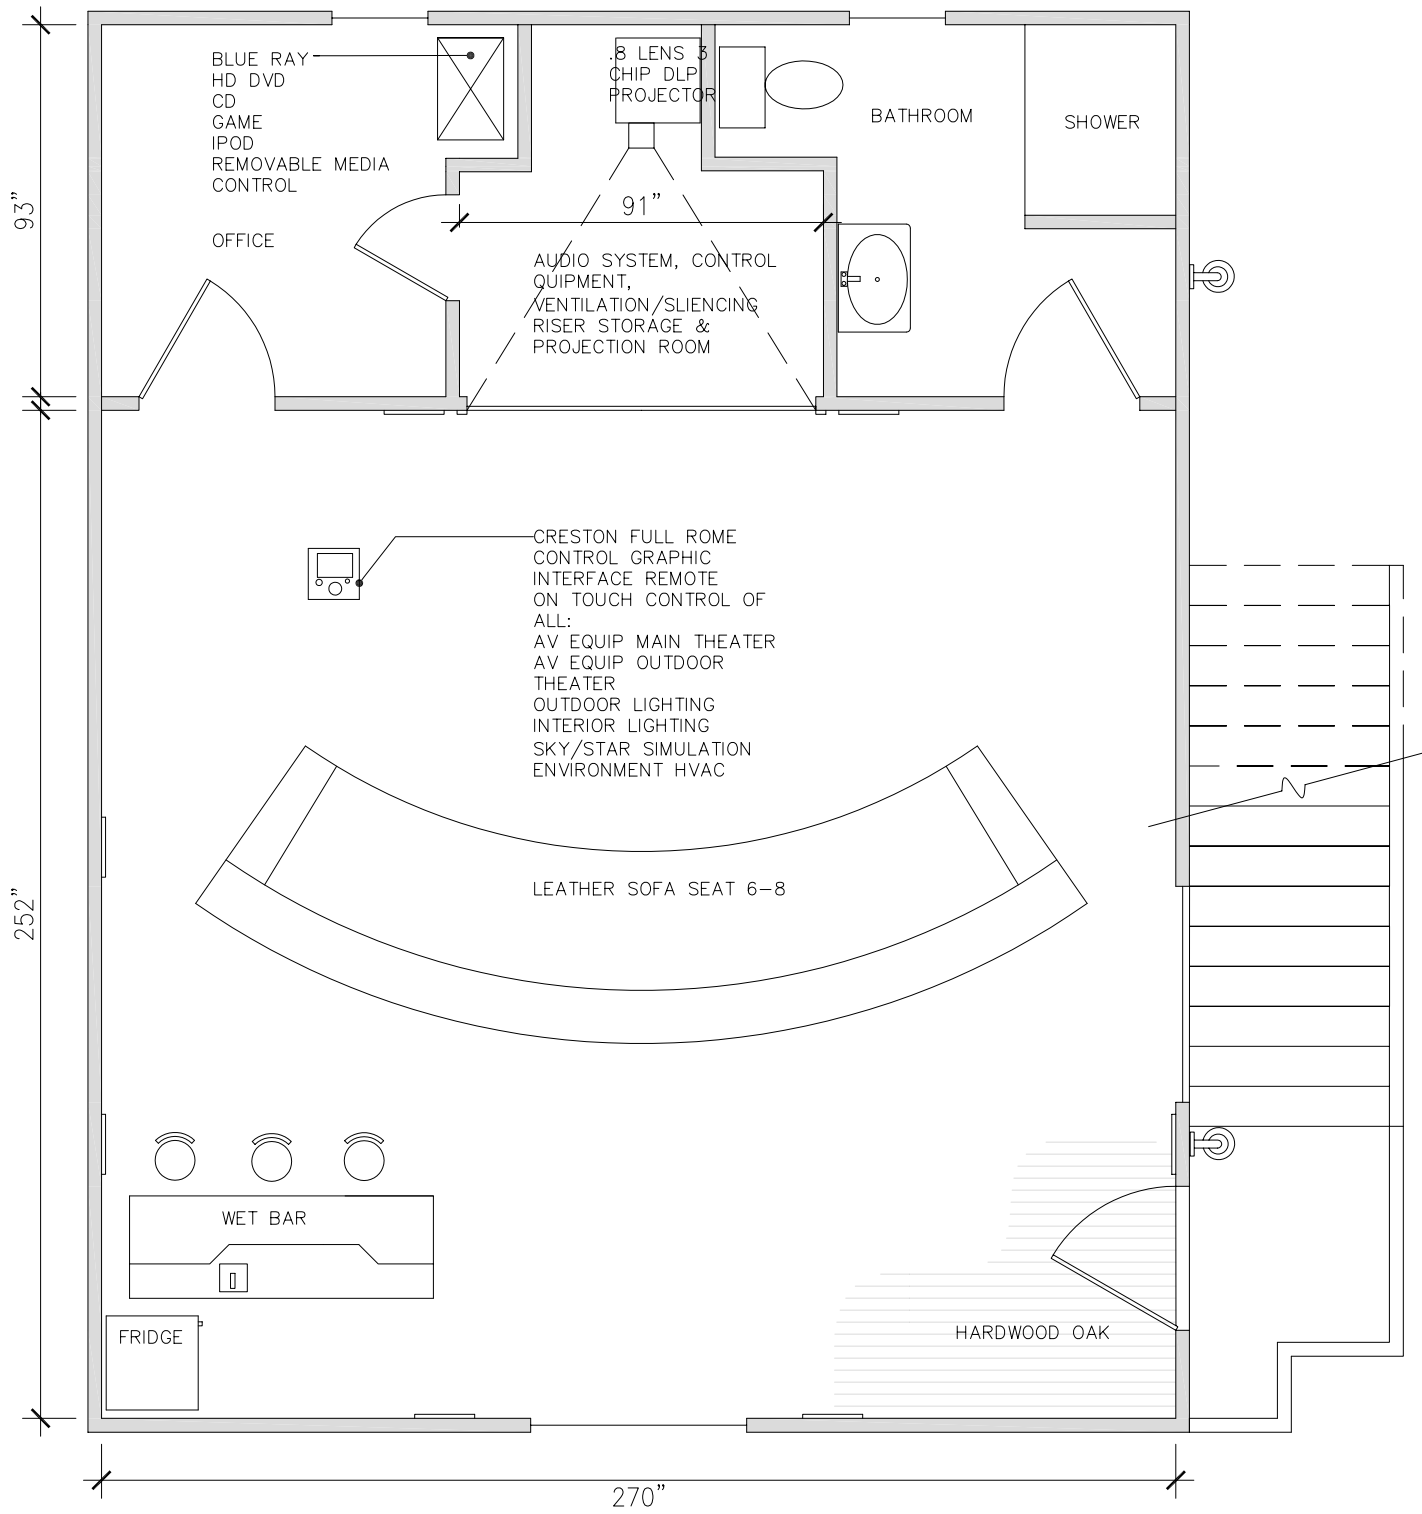 BLUE RAY
HD DVD
CD
GAME
IPOD
REMOVABLE MEDIA
CONTROL
OFFICE
.8 LENS 3
CHIP DLP
PROJECTOR
BATHROOM
SHOWER
93"
91"
AUDIO SYSTEM, CONTROL
QUIPMENT,
VENTILATION/SLIENCING
RISER STORAGE &
PROJECTION ROOM
CRESTON FULL ROME
CONTROL GRAPHIC
INTERFACE REMOTE
ON TOUCH CONTROL OF
ALL:
AV EQUIP MAIN THEATER
AV EQUIP OUTDOOR
THEATER
OUTDOOR LIGHTING
INTERIOR LIGHTING
SKY/STAR SIMULATION
ENVIRONMENT HVAC
LEATHER SOFA SEAT 6-8
252"
WET BAR
FRIDGE
HARDWOOD OAK
270"